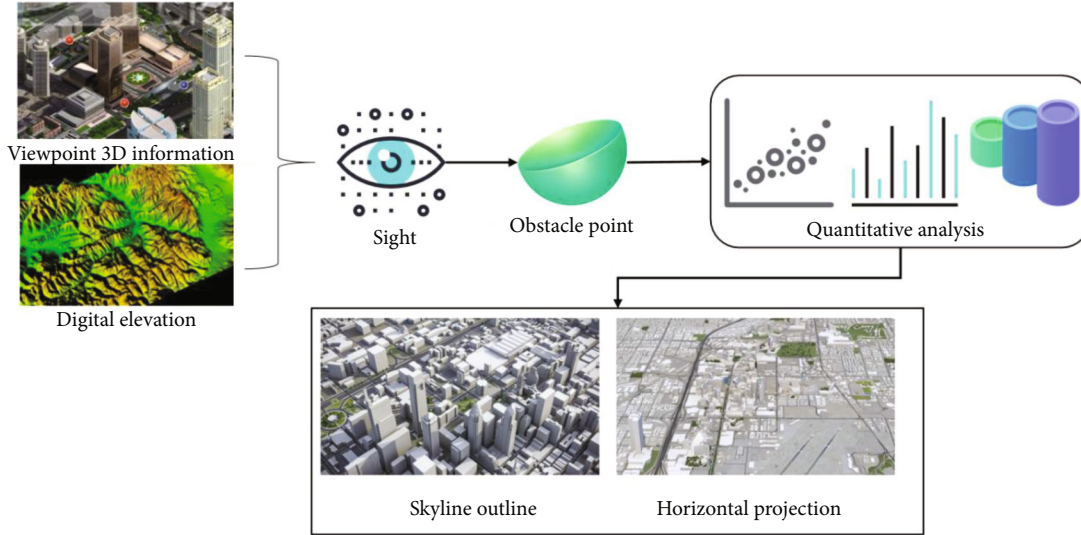 Viewpoint 3D information
Digital elevation
Sight
Obstacle point
Quantitative analysis
Skyline outline
Horizontal projection